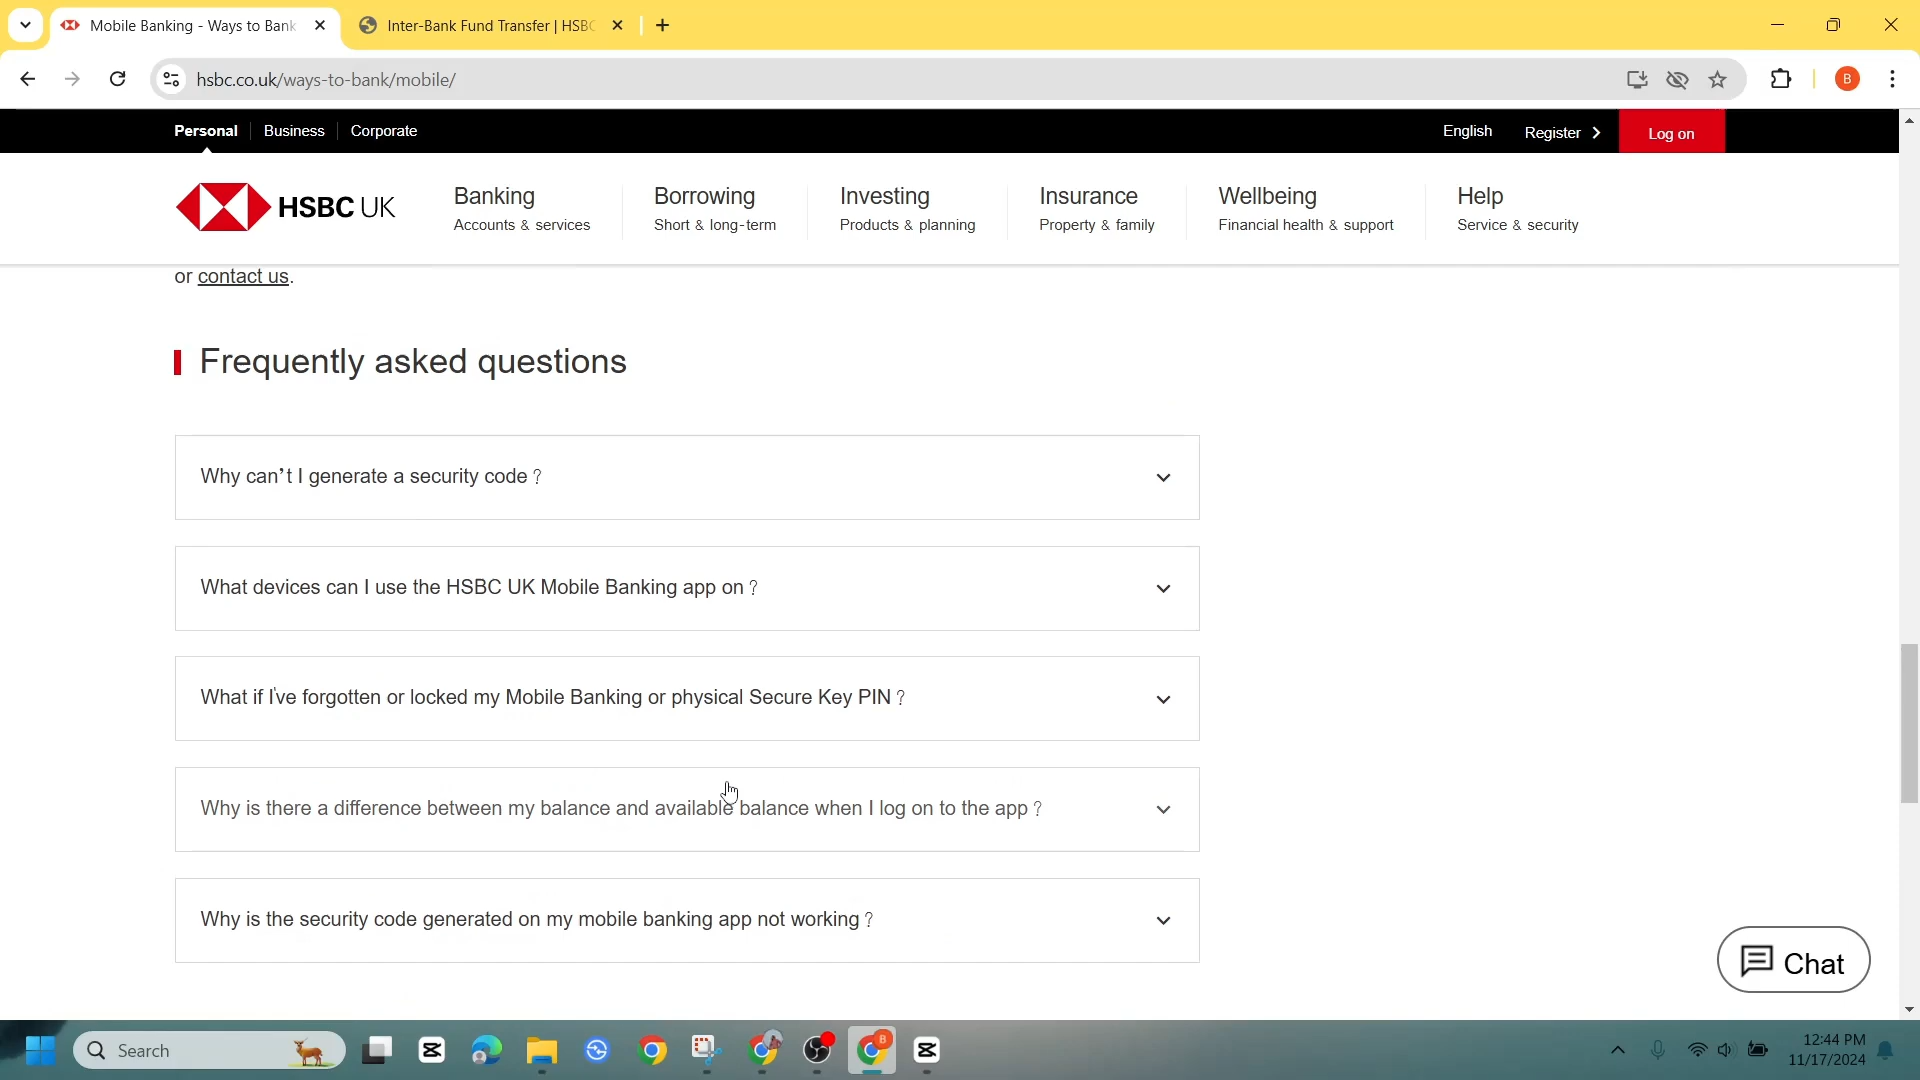 Mobile Banking - Ways to Bank
Inter-Bank Fund Transfer | HSBC
hsbc.co.uk/ways-to-bank/mobile/
B
Personal Business Corporate
English Register Log on
HSBC UK
Banking Borrowing Investing Insurance Wellbeing Help
Accounts & services Short & long-term Products & planning Property & family Financial health & support Service & security
or contact us.
Frequently asked questions
Why can’t I generate a security code?
What devices can I use the HSBC UK Mobile Banking app on?
What if I've forgotten or locked my Mobile Banking or physical Secure Key PIN?
Why is there a difference between my balance and available balance when I log on to the app?
Why is the security code generated on my mobile banking app not working?
Chat
Search
B
12:44 PM
11/17/2024